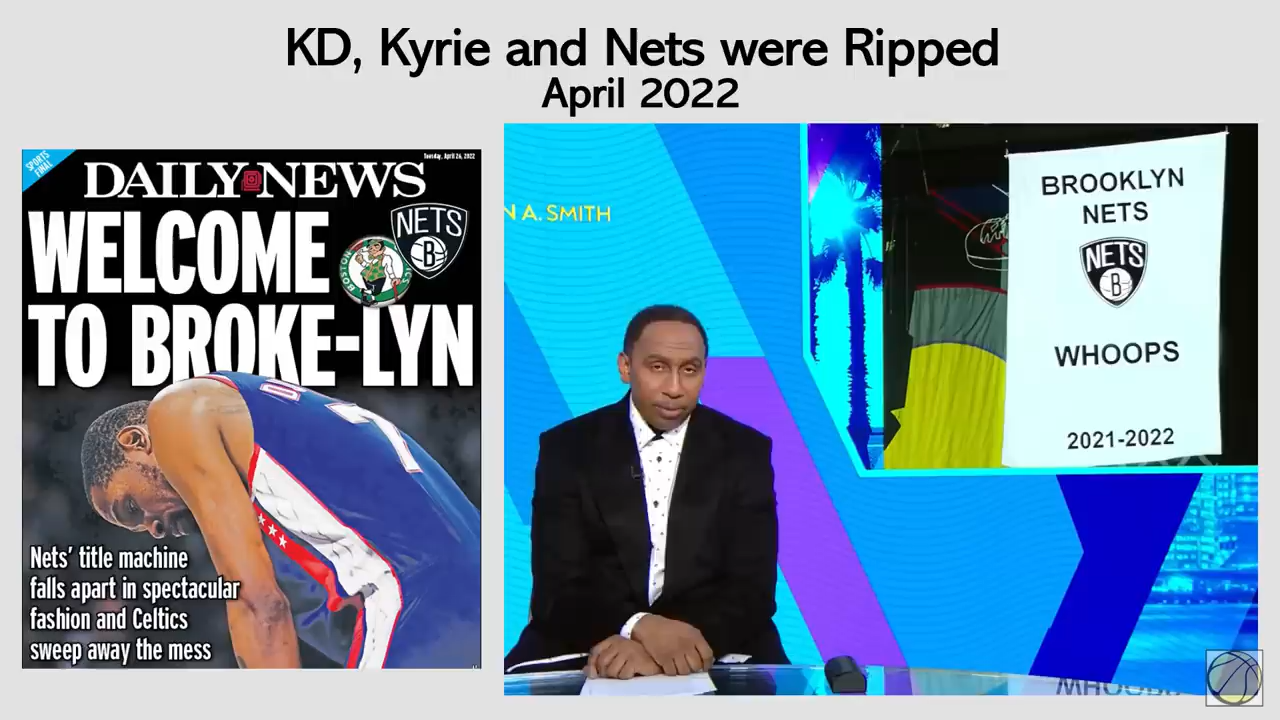 KD, Kyrie and Nets were Ripped
April 2022
SPORTS
FINAL
Tuesday, April 26, 2022
DAILY NEWS
WELCOME
TO BROKE-LYN
NETS
B
BOSTON
Nets' title machine
falls apart in spectacular
fashion and Celtics
sweep away the mess
N A. SMITH
BROOKLYN
NETS
NETS
B
WHOOPS
2021-2022